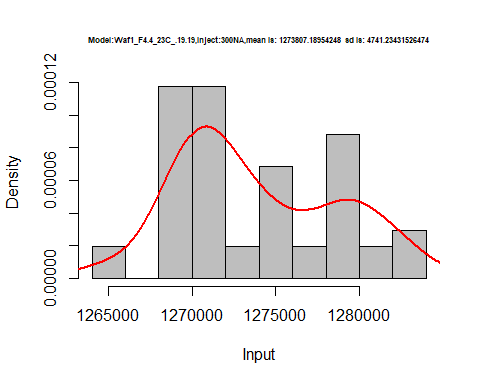 Model:Waf1_F4.4_23C_.19.19,Inject:300NA,mean is: 1273807.18954248 sd is: 4741.23431526474
0.00012
0.00006
0.00000
Density
1265000 1270000 1275000 1280000
Input